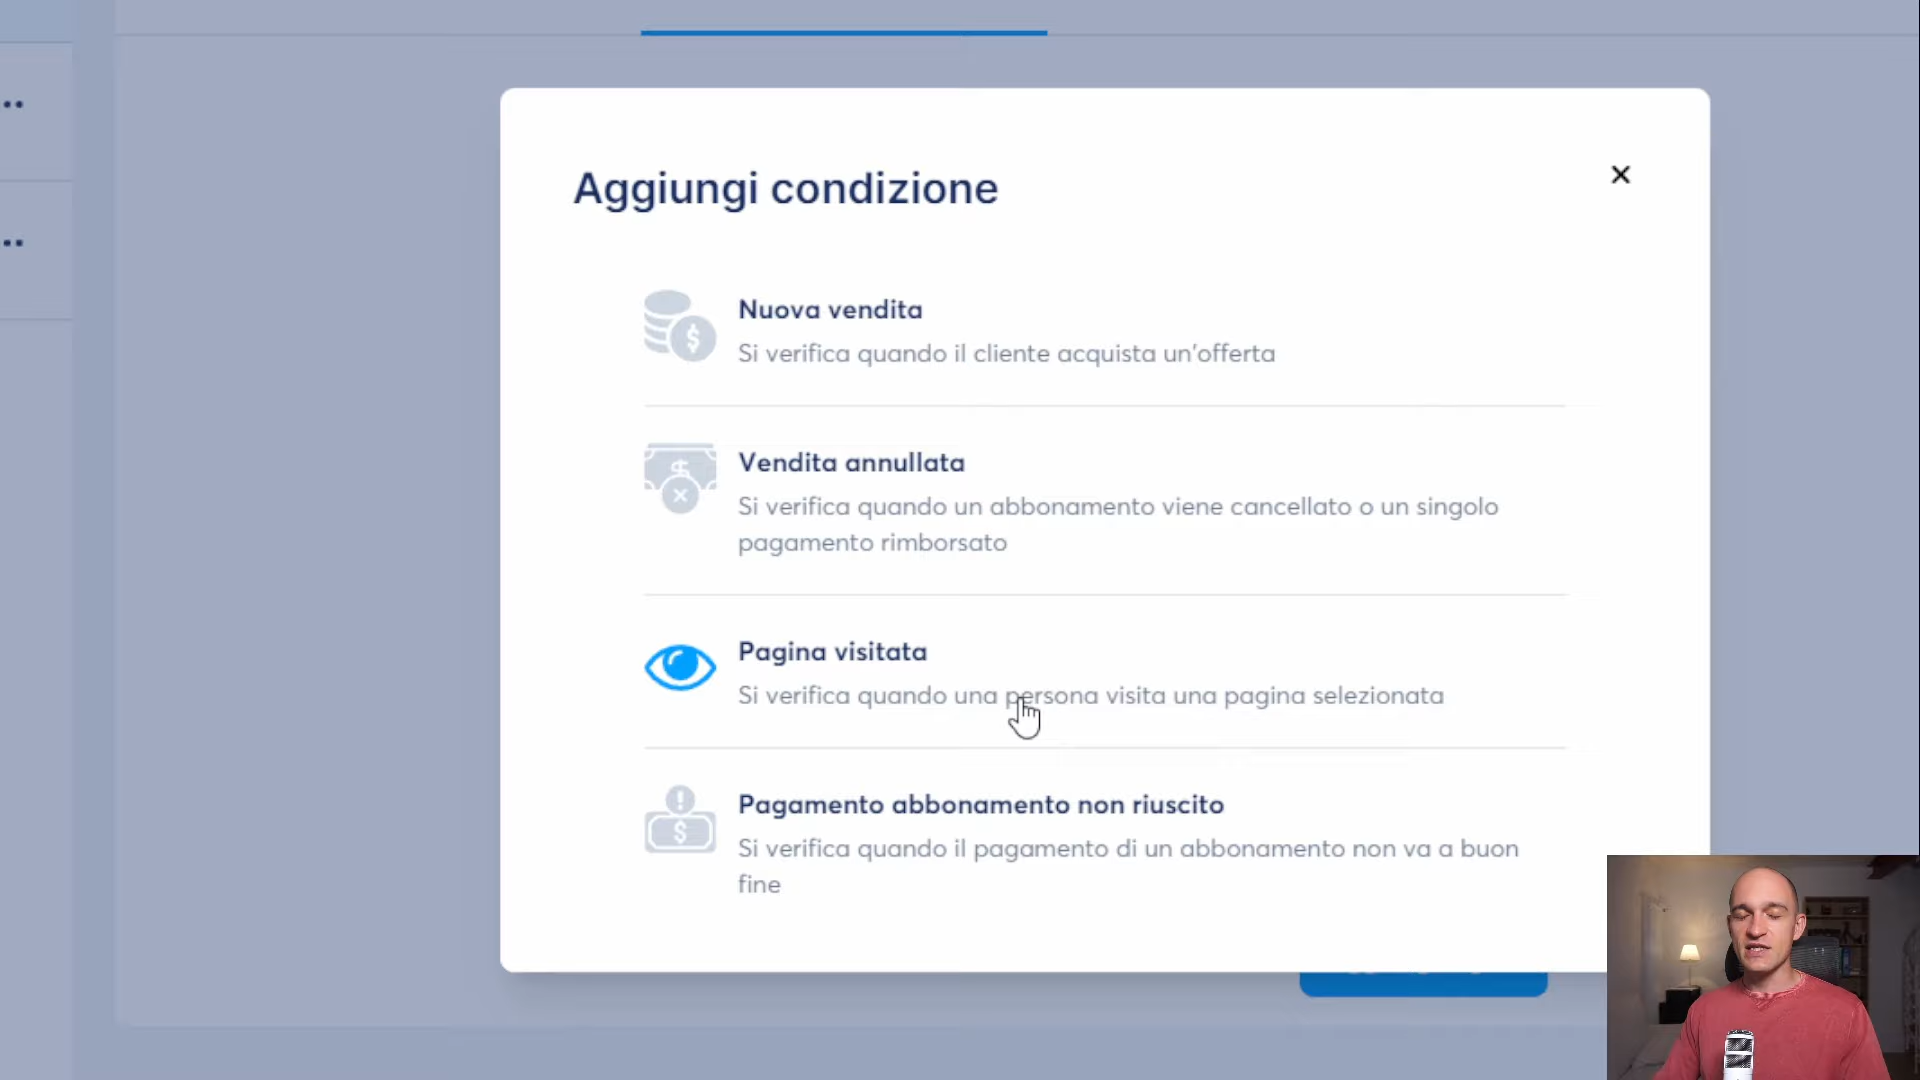 Aggiungi condizione
Nuova vendita
Si verifica quando il cliente acquista un'offerta
Vendita annullata
Si verifica quando un abbonamento viene cancellato o un singolo
pagamento rimborsato
Pagina visitata
Si verifica quando una persona visita una pagina selezionata
Pagamento abbonamento non riuscito
Si verifica quando il pagamento di un abbonamento non va a buon
fine